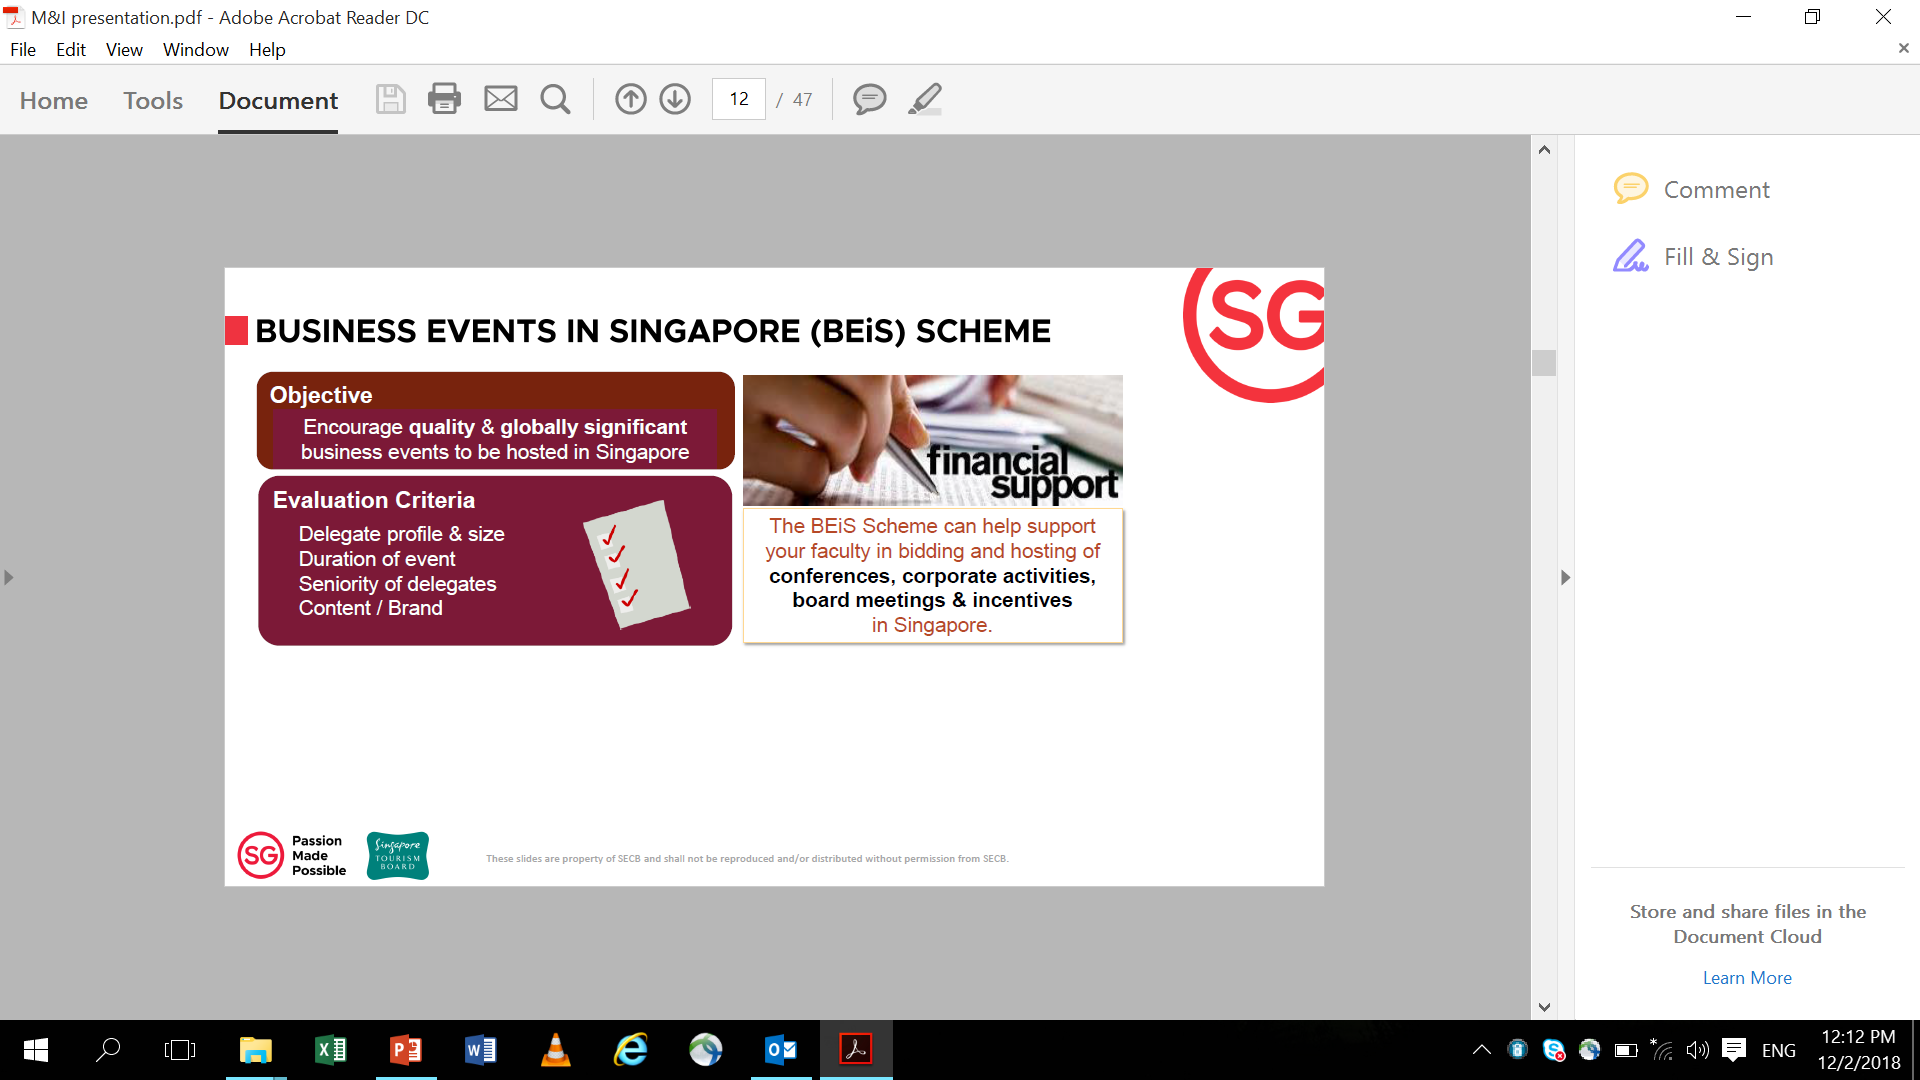 M&I presentation.pdf - Adobe Acrobat Reader DC
File Edit View Window Help
Home Tools Document 12 / 47
Comment
Fill & Sign
SG
BUSINESS EVENTS IN SINGAPORE (BEiS) SCHEME
Objective
Encourage quality & globally significant
business events to be hosted in Singapore
Evaluation Criteria
Delegate profile & size
Duration of event
Seniority of delegates
Content / Brand
financial
support
The BEiS Scheme can help support
your faculty in bidding and hosting of
conferences, corporate activities,
board meetings & incentives
in Singapore.
SG
Passion
Made
Possible
Singapore
TOURISM
BOARD
These slides are property of SECB and shall not be reproduced and/or distributed without permission from SECB.
Store and share files in the
Document Cloud
Learn More
ENG
12:12 PM
12/2/2018